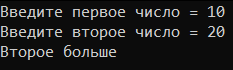 Введите первое число = 10
Введите второе число = 20
Второе больше